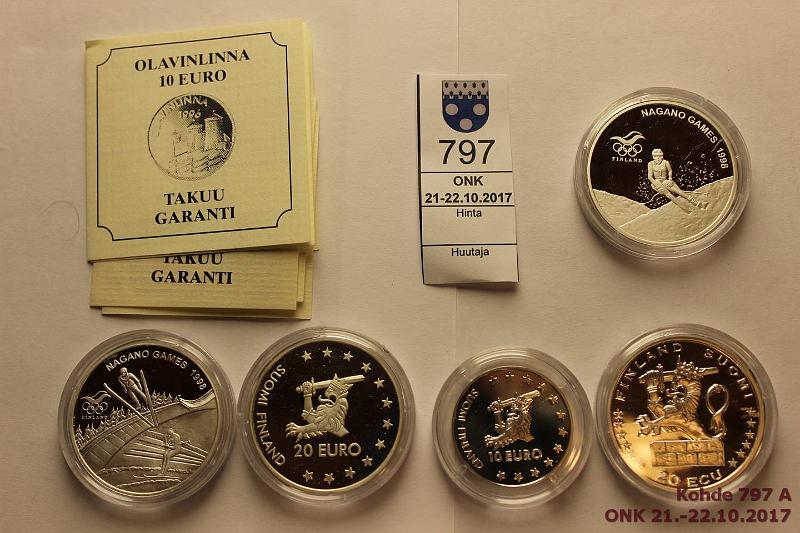 OLAVINLINNA
10 EURO
OLAVINLINNA
1996
TAKUU
GARANTI
TAKUU
GARANTI
797
ONK
21-22.10.2017
Hinta
Huutaja
NAGANO GAMES 1998
FINLAND
NAGANO GAMES 1998
FINLAND
SUOMI FINLAND
20 EURO
SUOMI FINLAND
10 EURO
FINLAND SUOMI
20 ECU
Kohde 797 A
ONK 21.-22.10.2017